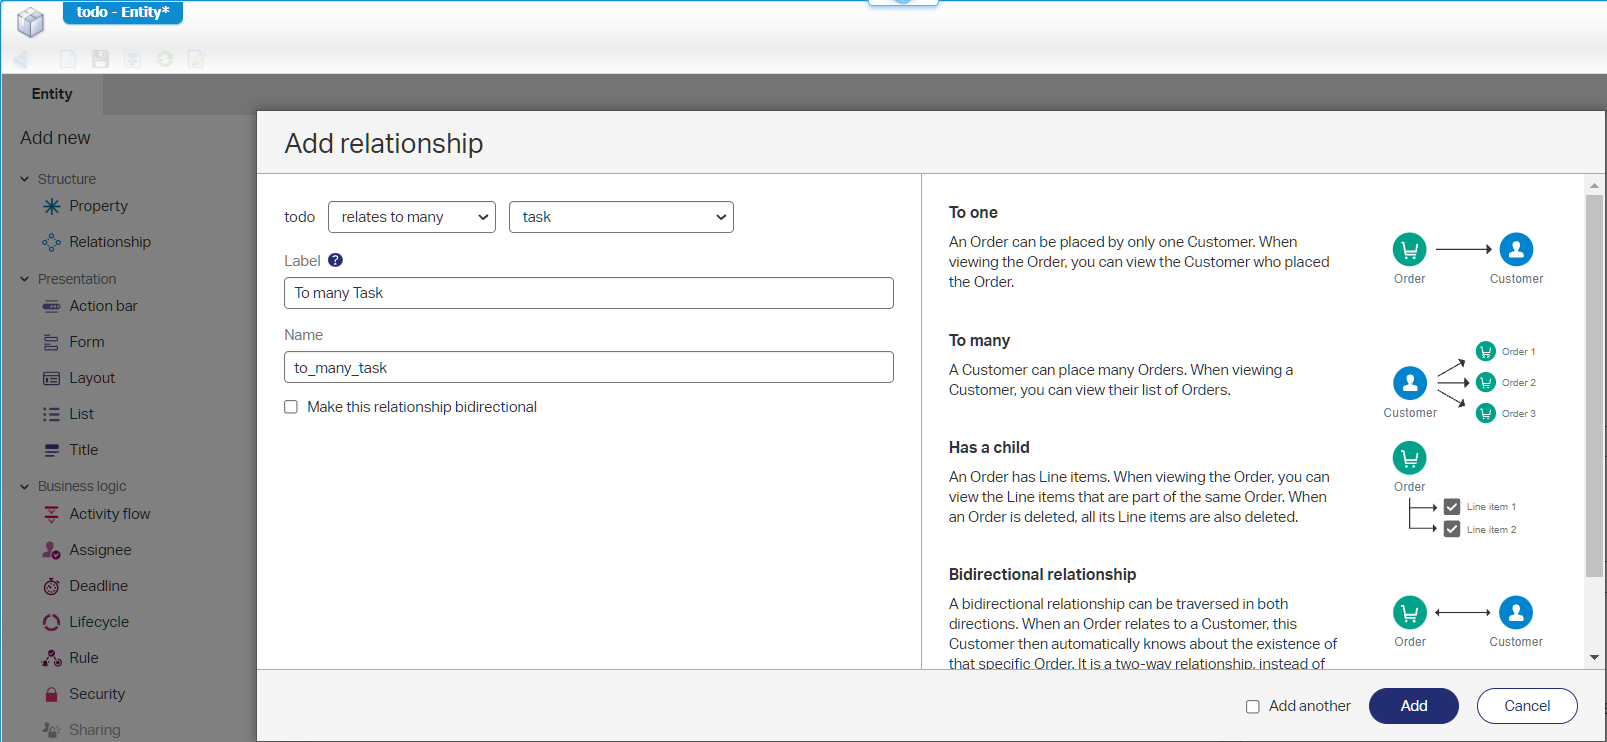 todo - Entity*
Entity
Add new
Structure
Property
Relationship
Presentation
Action bar
Form
Layout
List
Title
Business logic
Activity flow
Assignee
Deadline
Lifecycle
Rule
Security
Sharing
Add relationship
todo relates to many task
Label ?
To many Task
Name
to_many_task
Make this relationship bidirectional
To one
An Order can be placed by only one Customer. When
viewing the Order, you can view the Customer who placed
the Order.
Order Customer
To many
A Customer can place many Orders. When viewing a
Customer, you can view their list of Orders.
Customer
Order 1
Order 2
Order 3
Has a child
An Order has Line items. When viewing the Order, you can
view the Line items that are part of the same Order. When
an Order is deleted, all its Line items are also deleted.
Order
Line item 1
Line item 2
Bidirectional relationship
A bidirectional relationship can be traversed in both
directions. When an Order relates to a Customer, this
Customer then automatically knows about the existence of
that specific Order. It is a two-way relationship, instead of
Order Customer
Add another Add Cancel